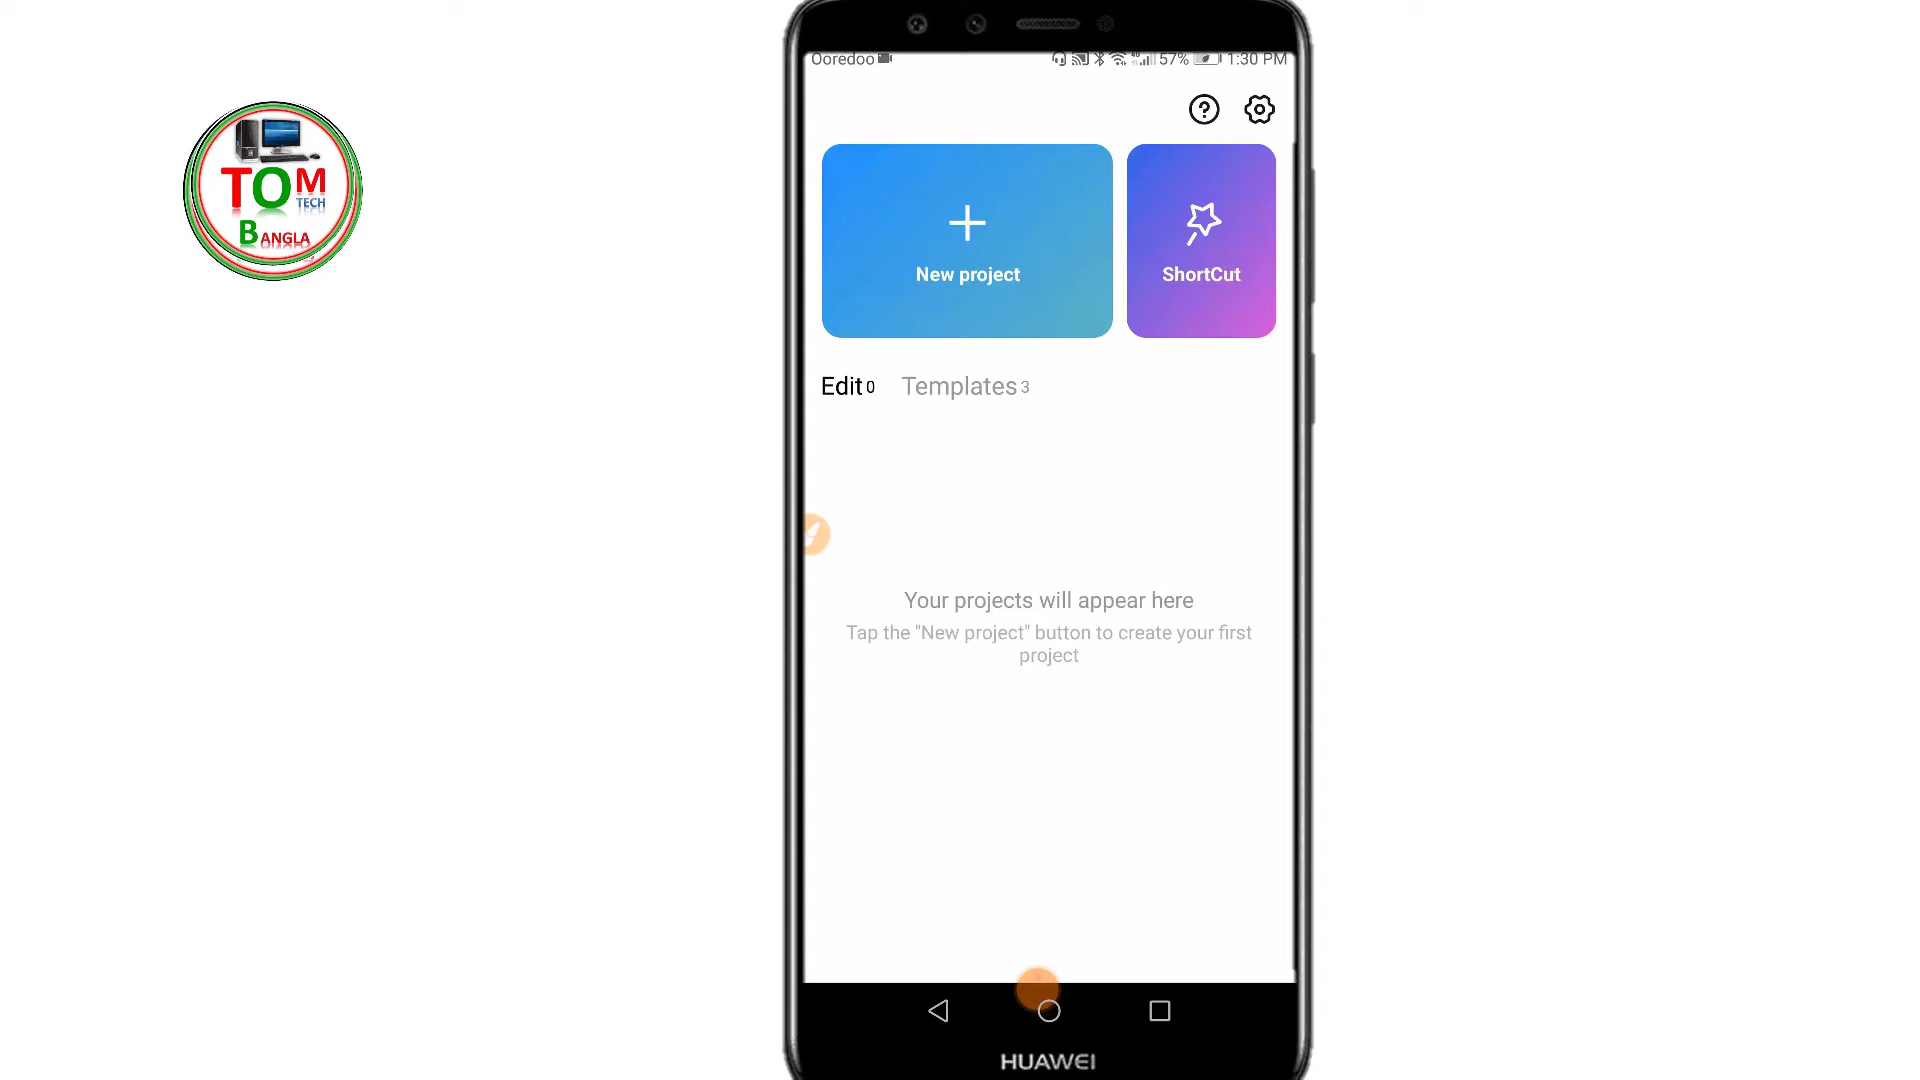 TOM
TECH
BANGLA
Ooredoo
57%
1:30 PM
New project
ShortCut
Edit 0
Templates 3
Your projects will appear here
Tap the "New project" button to create your first
project
HUAWEI